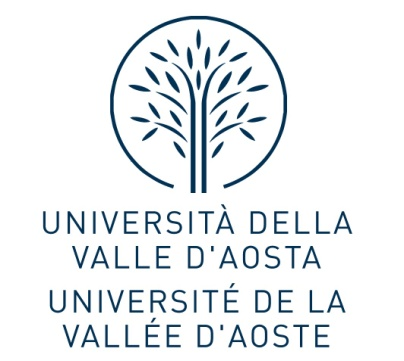 UNIVERSITÀ DELLA
VALLE D'AOSTA
UNIVERSITÉ DE LA
VALLÉE D'AOSTE